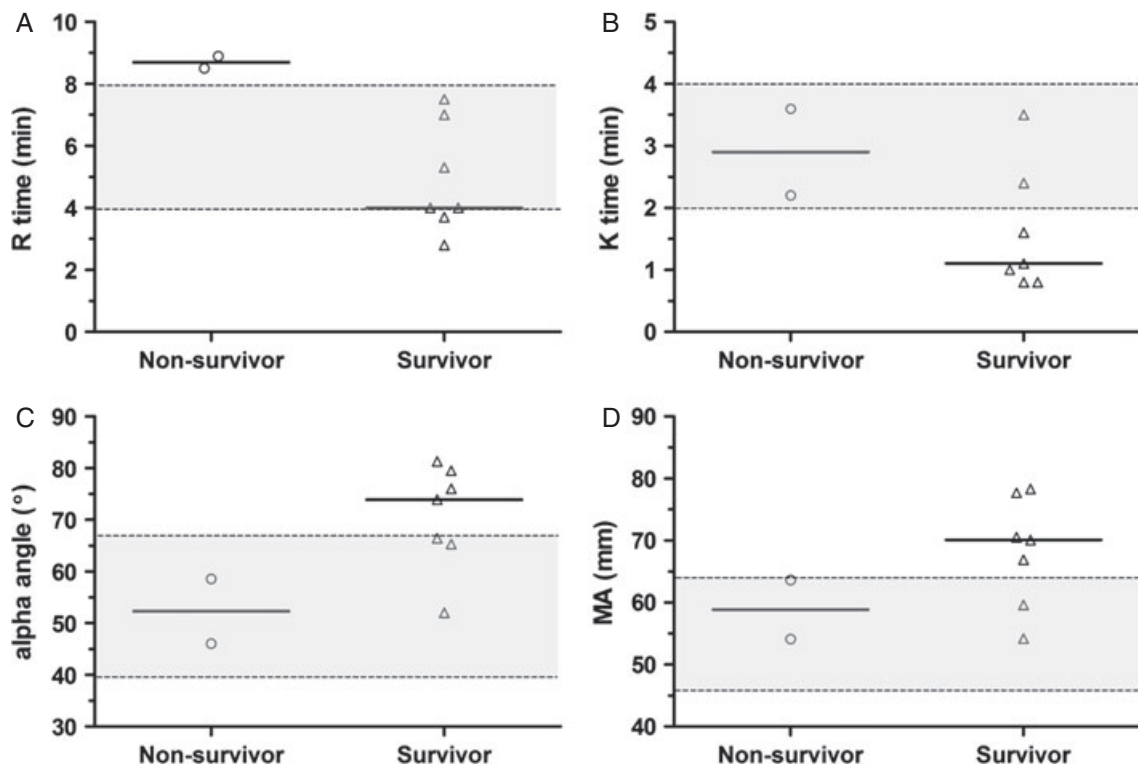 A
R time (min)
10
8
6
4
2
0
Non-survivor Survivor
B
K time (min)
5
4
3
2
1
0
Non-survivor Survivor
C
alpha angle (°)
90
80
70
60
50
40
30
Non-survivor Survivor
D
MA (mm)
90
80
70
60
50
40
Non-survivor Survivor